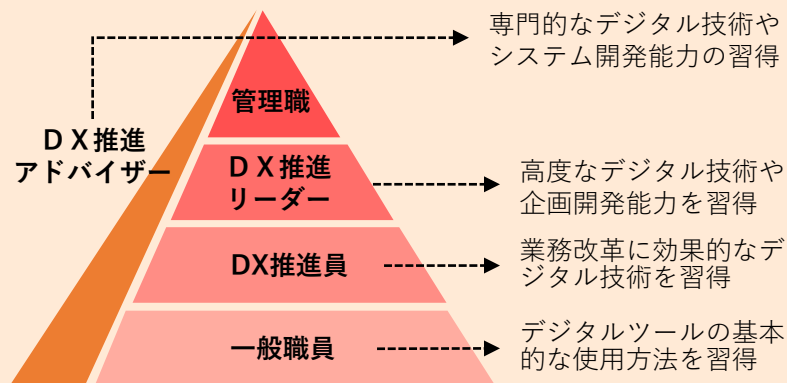 専門的なデジタル技術や
システム開発能力の習得
管理職
ＤＸ推進
アドバイザー
ＤＸ推進
リーダー
高度なデジタル技術や
企画開発能力を習得
DX推進員
業務改革に効果的なデ
ジタル技術を習得
一般職員
デジタルツールの基本
的な使用方法を習得